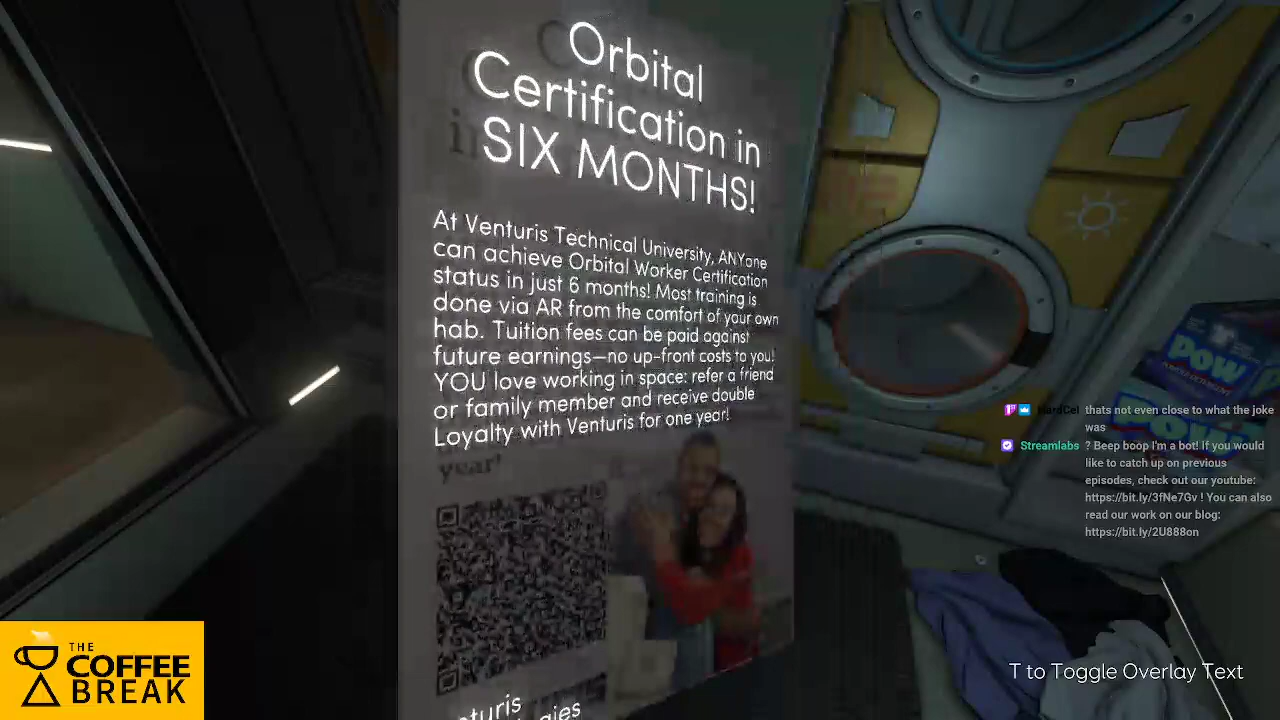 Orbital
Certification in
SIX MONTHS!
At Venturis Technical University, ANYone
can achieve Orbital Worker Certification
status in just 6 months! Most training is
done via AR from the comfort of your own
hab. Tuition fees can be paid against
future earnings—no up-front costs to you!
YOU love working in space: refer a friend
or family member and receive double
Loyalty with Venturis for one year!
year!
POW
POW
thats not even close to what the joke
was
Streamlabs ? Beep boop I'm a bot! If you would
like to catch up on previous
episodes, check out our youtube:
https://bit.ly/3fNe7Gv ! You can also
read our work on our blog:
https://bit.ly/2U888on
THE
COFFEE
BREAK
T to Toggle Overlay Text